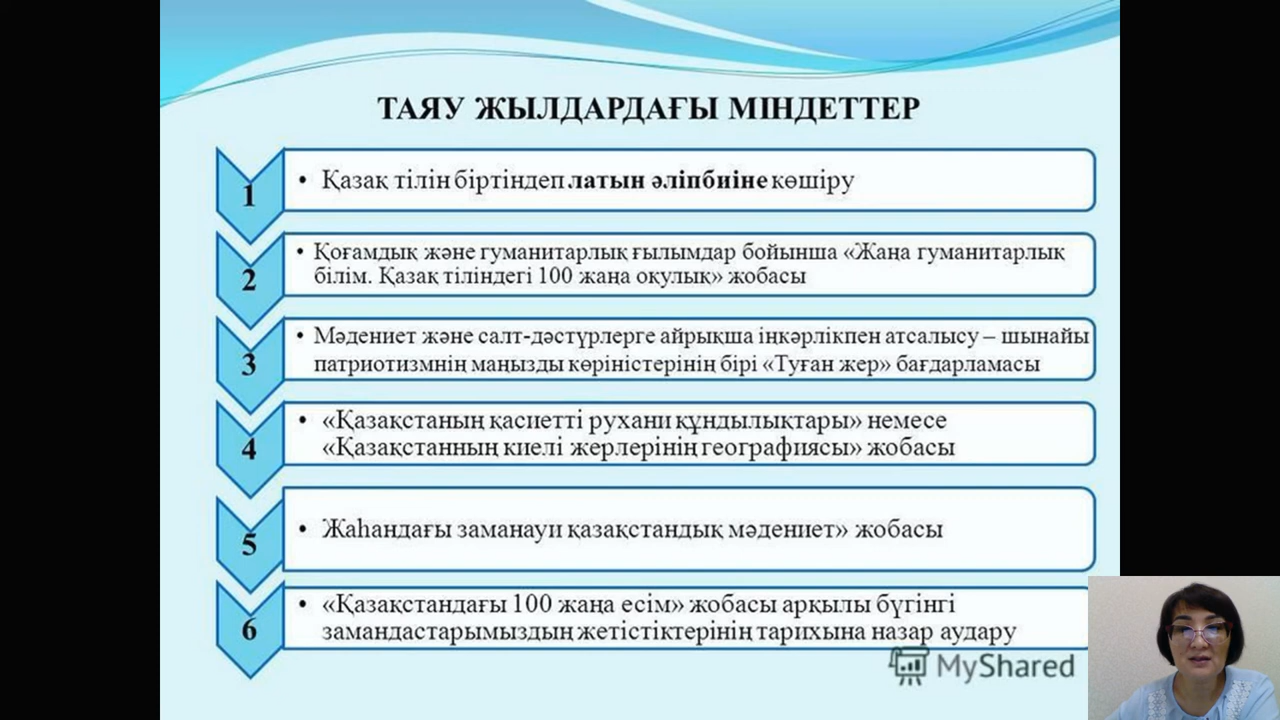 ТАЯУ ЖЫЛДАРДАҒЫ МІНДЕТТЕР
1
• Қазақ тілін біртіндеп латын әліпбиіне көшіру
2
• Қоғамдық және гуманитарлық ғылымдар бойынша «Жаңа гуманитарлық
білім. Қазақ тіліндегі 100 жаңа оқулық» жобасы
3
• Мәдениет және салт-дәстүрлерге айрықша іңкәрлікпен атсалысу – шынайы
патриотизмнің маңызды көріністерінің бірі «Туған жер» бағдарламасы
4
• «Қазақстаның қасиетті рухани құндылықтары» немесе
«Қазақстанның киелі жерлерінің географиясы» жобасы
5
• Жаһандағы заманауи қазақстандық мәдениет» жобасы
6
• «Қазақстандағы 100 жаңа есім» жобасы арқылы бүгінгі
замандастарымыздың жетістіктерінің тарихына назар аудару
MyShared